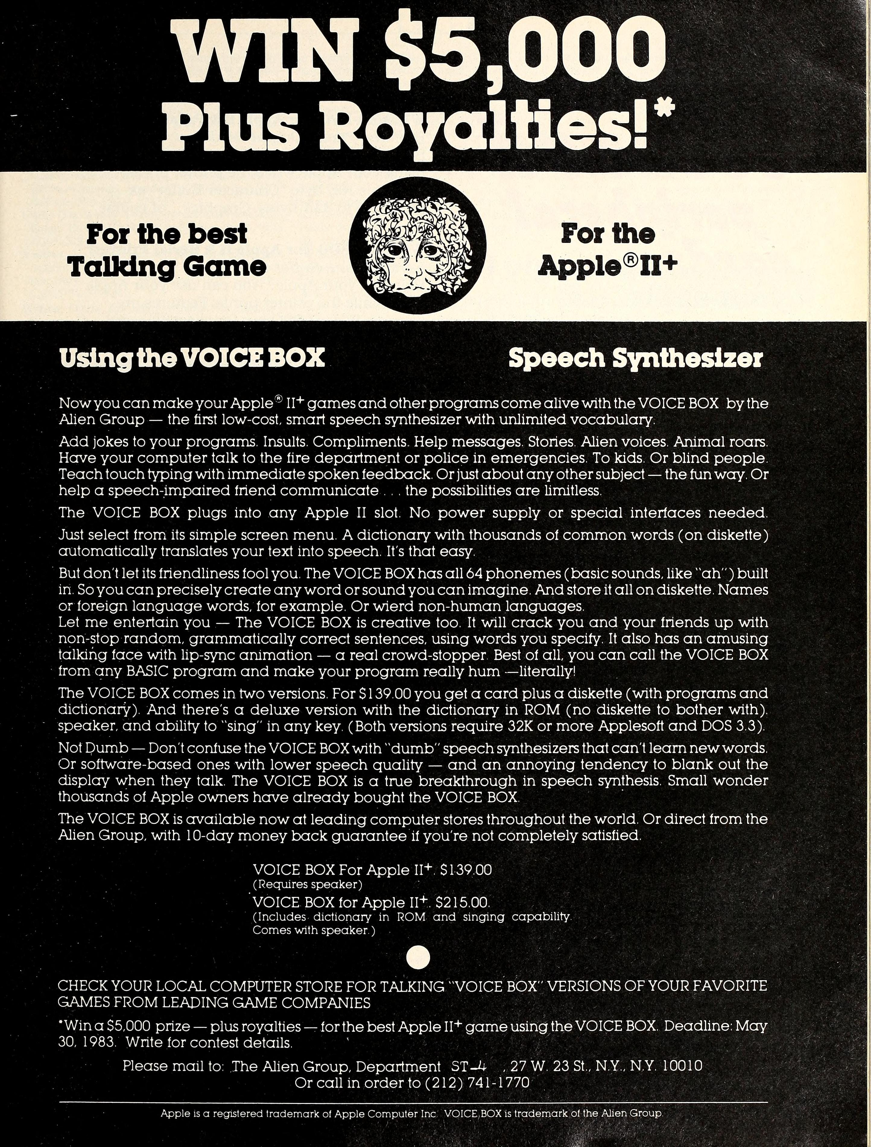 WIN $5,000
Plus Royalties!*
For the best
Talking Game
For the
Apple® II+
Using the VOICE BOX Speech Synthesizer
Now you can make your Apple® II+ games and other programs come alive with the VOICE BOX by the
Alien Group — the first low-cost, smart speech synthesizer with unlimited vocabulary.
Add jokes to your programs. Insults. Compliments. Help messages. Stories. Alien voices. Animal roars.
Have your computer talk to the fire department or police in emergencies. To kids. Or blind people.
Teach touch typing with immediate spoken feedback. Or just about any other subject — the fun way. Or
help a speech-impaired friend communicate . . . the possibilities are limitless.
The VOICE BOX plugs into any Apple II slot. No power supply or special interfaces needed.
Just select from its simple screen menu. A dictionary with thousands of common words (on diskette)
automatically translates your text into speech. It's that easy.
But don't let its friendliness fool you. The VOICE BOX has all 64 phonemes (basic sounds, like "ah") built
in. So you can precisely create any word or sound you can imagine. And store it all on diskette. Names
or foreign language words, for example. Or wierd non-human languages.
Let me entertain you — The VOICE BOX is creative too. It will crack you and your friends up with
non-stop random, grammatically correct sentences, using words you specify. It also has an amusing
talking face with lip-sync animation — a real crowd-stopper. Best of all, you can call the VOICE BOX
from any BASIC program and make your program really hum —literally!
The VOICE BOX comes in two versions. For $139.00 you get a card plus a diskette (with programs and
dictionary). And there's a deluxe version with the dictionary in ROM (no diskette to bother with),
speaker, and ability to "sing" in any key. (Both versions require 32K or more Applesoft and DOS 3.3).
Not Dumb — Don't confuse the VOICE BOX with "dumb" speech synthesizers that can't learn new words.
Or software-based ones with lower speech quality — and an annoying tendency to blank out the
display when they talk. The VOICE BOX is a true breakthrough in speech synthesis. Small wonder
thousands of Apple owners have already bought the VOICE BOX.
The VOICE BOX is available now at leading computer stores throughout the world. Or direct from the
Alien Group, with 10-day money back guarantee if you're not completely satisfied.
VOICE BOX For Apple II+. $139.00
(Requires speaker)
VOICE BOX for Apple II+. $215.00.
(Includes dictionary in ROM and singing capability.
Comes with speaker.)
CHECK YOUR LOCAL COMPUTER STORE FOR TALKING "VOICE BOX" VERSIONS OF YOUR FAVORITE
GAMES FROM LEADING GAME COMPANIES
*Win a $5,000 prize — plus royalties — for the best Apple II+ game using the VOICE BOX. Deadline: May
30, 1983. Write for contest details.
Please mail to: The Alien Group, Department ST-4 , 27 W. 23 St., N.Y., N.Y. 10010
Or call in order to (212) 741-1770
Apple is a registered trademark of Apple Computer Inc. VOICE BOX is trademark of the Alien Group.